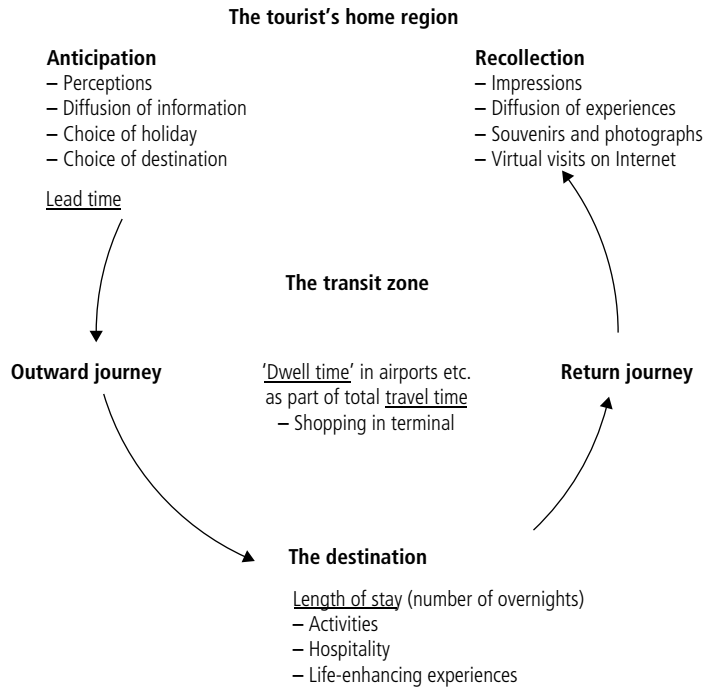 The tourist’s home region
Anticipation
– Perceptions
– Diffusion of information
– Choice of holiday
– Choice of destination
Lead time
Recollection
– Impressions
– Diffusion of experiences
– Souvenirs and photographs
– Virtual visits on Internet
The transit zone
Outward journey
‘Dwell time’ in airports etc.
as part of total travel time
– Shopping in terminal
Return journey
The destination
Length of stay (number of overnights)
– Activities
– Hospitality
– Life-enhancing experiences